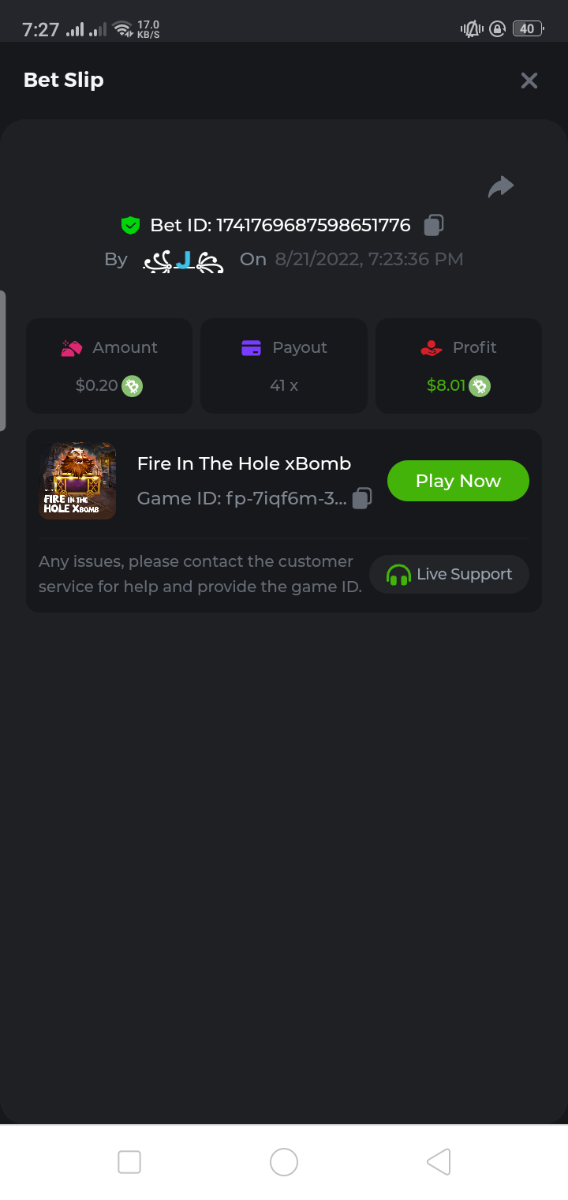 7:27 17.0 KB/S 40
Bet Slip
Bet ID: 1741769687598651776
By J On 8/21/2022, 7:23:36 PM
Amount Payout Profit
$0.20 41 x $8.01
Fire In The Hole xBomb
Game ID: fp-7iqf6m-3...
Play Now
FIRE IN THE
HOLE XBOMB
Any issues, please contact the customer
service for help and provide the game ID.
Live Support